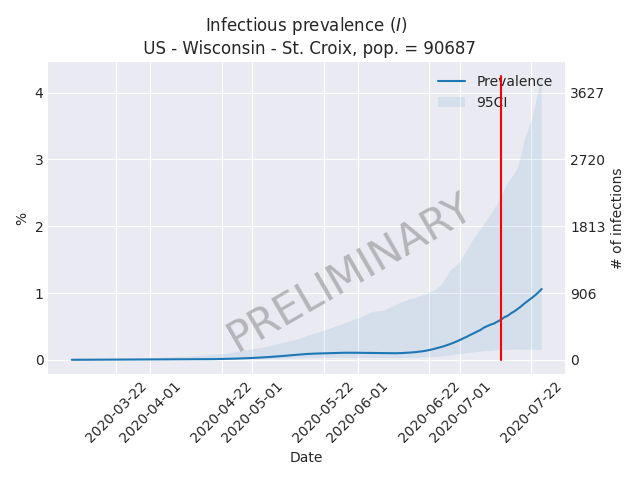 Infectious prevalence (I)
US - Wisconsin - St. Croix, pop. = 90687
Prevalence
95CI
4
3
2
1
0
%
3627
2720
1813
906
0
# of infections
PRELIMINARY
2020-03-22
2020-04-01
2020-04-22
2020-05-01
2020-05-22
2020-06-01
2020-06-22
2020-07-01
2020-07-22
Date